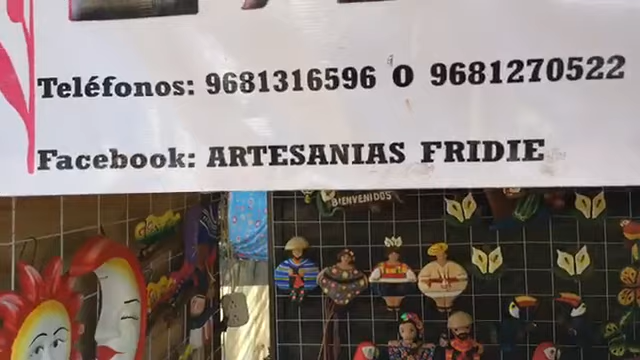 Teléfonos: 9681316596 O 9681270522
Facebook: ARTESANIAS FRIDIE
BIENVENIDOS